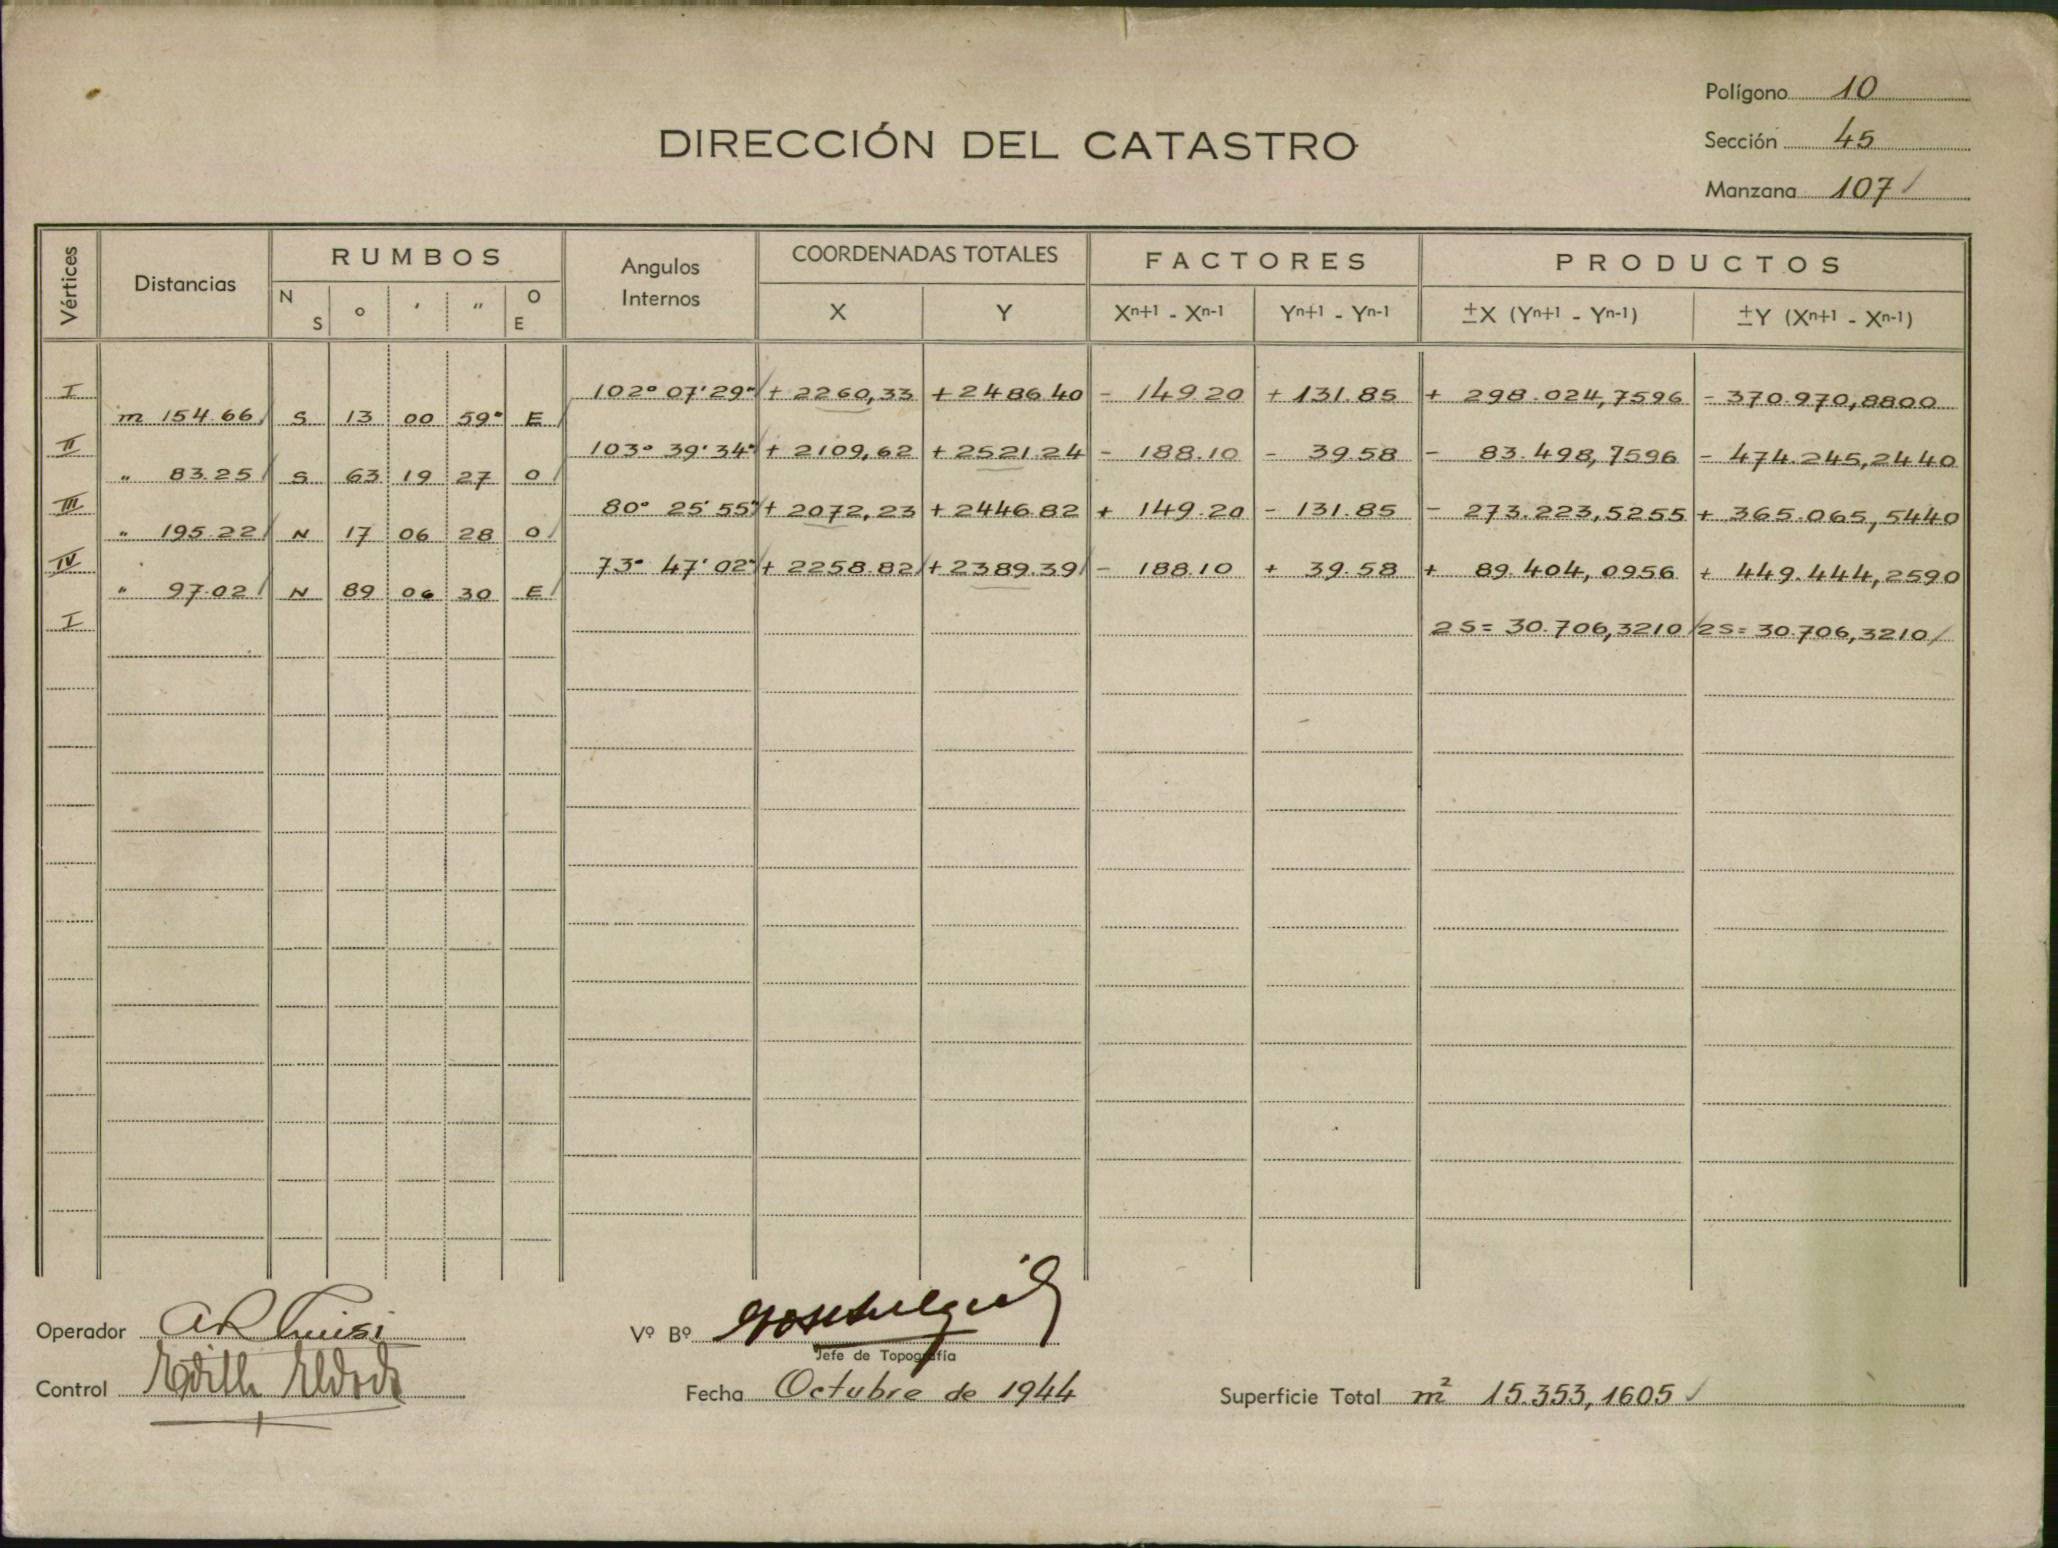 Polígono 10
DIRECCIÓN DEL CATASTRO
Sección 45
Manzana 107
Vértices Distancias RUMBOS Angulos Internos COORDENADAS TOTALES FACTORES PRODUCTOS
N S ° ' " O E X Y Xn+1 - Xn-1 Yn+1 - Yn-1 ±X (Yn+1 - Yn-1) ±Y (Xn+1 - Xn-1)
I 102° 07' 29" + 2260,33 + 2486.40 - 149.20 + 131.85 + 298.024,7596 - 370.970,8800
m 154.66 S 13 00 59" E
II 103° 39' 34" + 2109,62 + 2521.24 - 188.10 - 39.58 - 83.498,7596 - 474.245,2440
" 83.25 S 63 19 27 O
III 80° 25' 55" + 2072,23 + 2446.82 + 149.20 - 131.85 - 273.223,5255 + 365.065,5440
" 195.22 N 17 06 28 O
IV 73° 47' 02" + 2258.82 + 2389.39 - 188.10 + 39.58 + 89.404,0956 + 449.444,2590
" 97.02 N 89 06 30 E
I 2S = 30.706,3210 2S = 30.706,3210
Operador
Vº Bº
Jefe de Topografía
Control Edith
Fecha Octubre de 1944
Superficie Total m² 15.353,1605